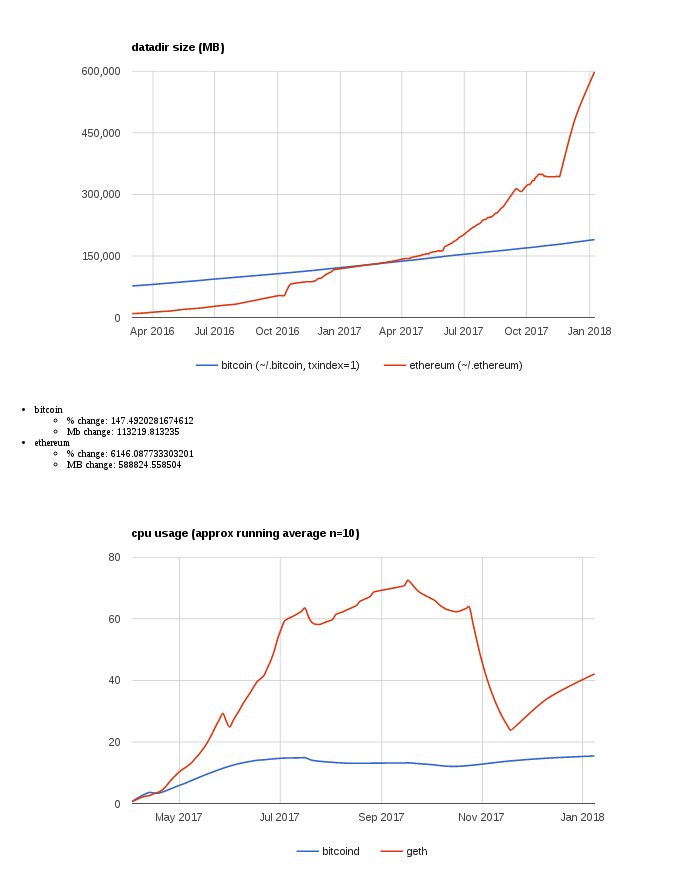 datadir size (MB)
600,000
450,000
300,000
150,000
0
Apr 2016 Jul 2016 Oct 2016 Jan 2017 Apr 2017 Jul 2017 Oct 2017 Jan 2018
bitcoin (~/.bitcoin, txindex=1) ethereum (~/.ethereum)
• bitcoin
◦ % change: 147.4920281674612
◦ Mb change: 113219.813235
• ethereum
◦ % change: 6146.087733303201
◦ MB change: 588824.558504
cpu usage (approx running average n=10)
80
60
40
20
0
May 2017 Jul 2017 Sep 2017 Nov 2017 Jan 2018
bitcoind geth